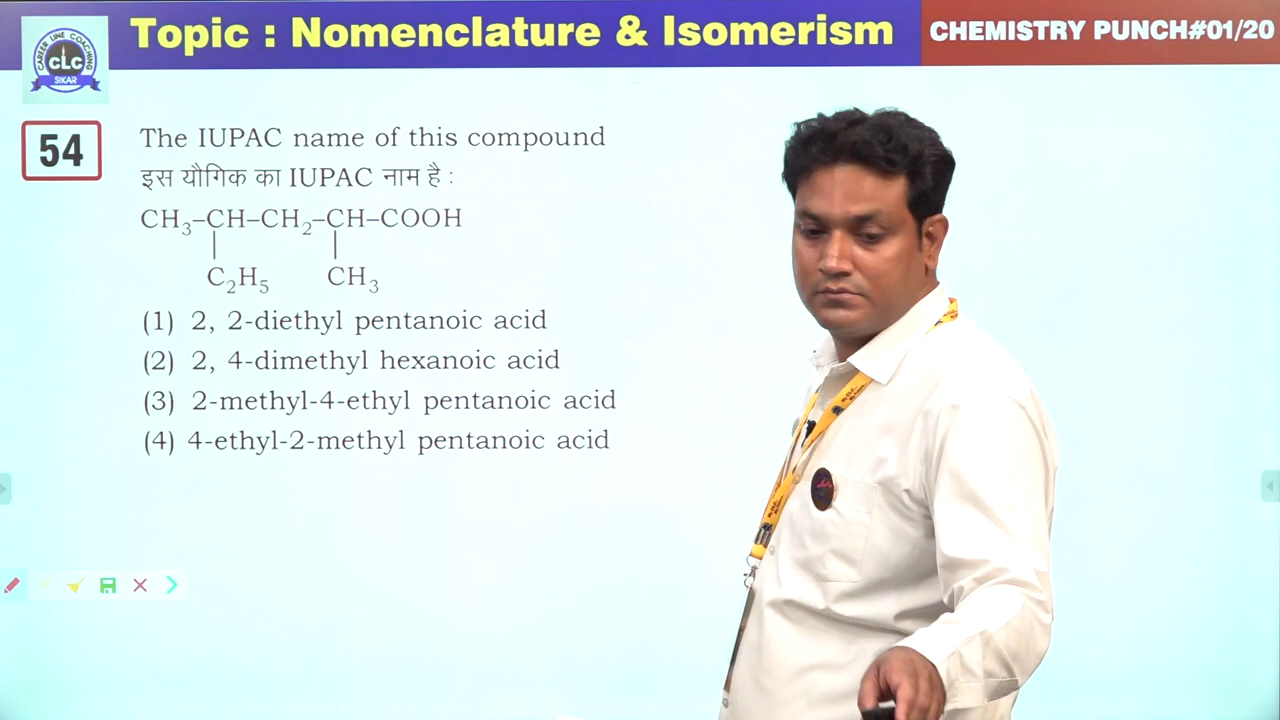 Topic : Nomenclature & Isomerism
CHEMISTRY PUNCH#01/20
CAREER LINE COACHING
CLC
SIKAR
54
The IUPAC name of this compound
इस यौगिक का IUPAC नाम है :
CH₃–CH–CH₂–CH–COOH
| |
C₂H₅ CH₃
(1) 2, 2-diethyl pentanoic acid
(2) 2, 4-dimethyl hexanoic acid
(3) 2-methyl-4-ethyl pentanoic acid
(4) 4-ethyl-2-methyl pentanoic acid